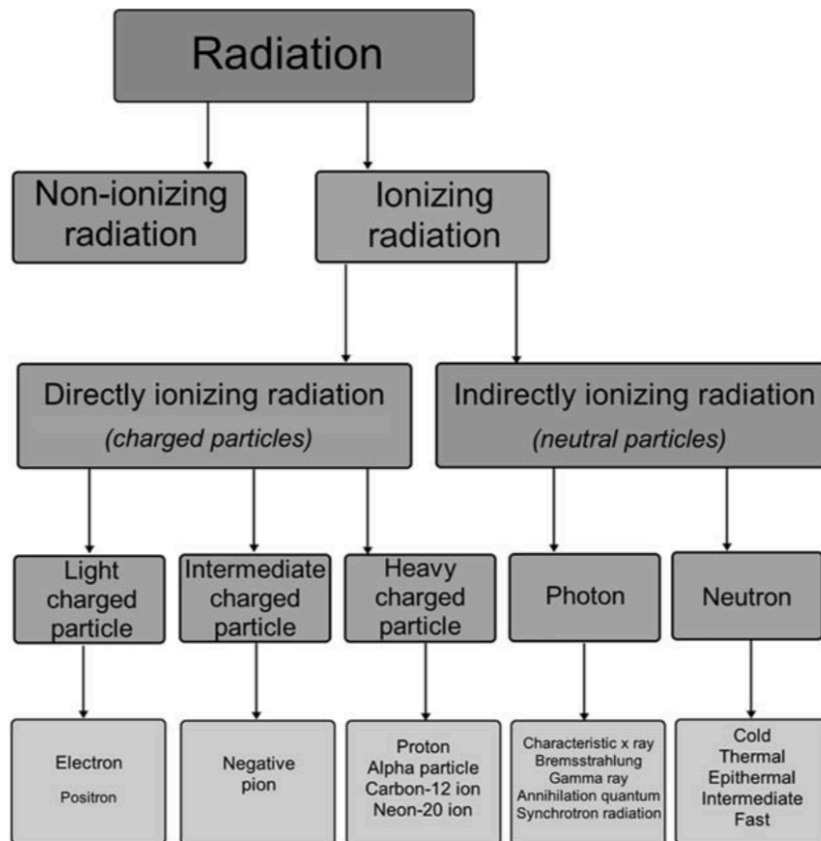 Radiation
Non-ionizing
radiation
Ionizing
radiation
Directly ionizing radiation
(charged particles)
Indirectly ionizing radiation
(neutral particles)
Light
charged
particle
Intermediate
charged
particle
Heavy
charged
particle
Photon
Neutron
Electron
Positron
Negative
pion
Proton
Alpha particle
Carbon-12 ion
Neon-20 ion
Characteristic x ray
Bremsstrahlung
Gamma ray
Annihilation quantum
Synchrotron radiation
Cold
Thermal
Epithermal
Intermediate
Fast